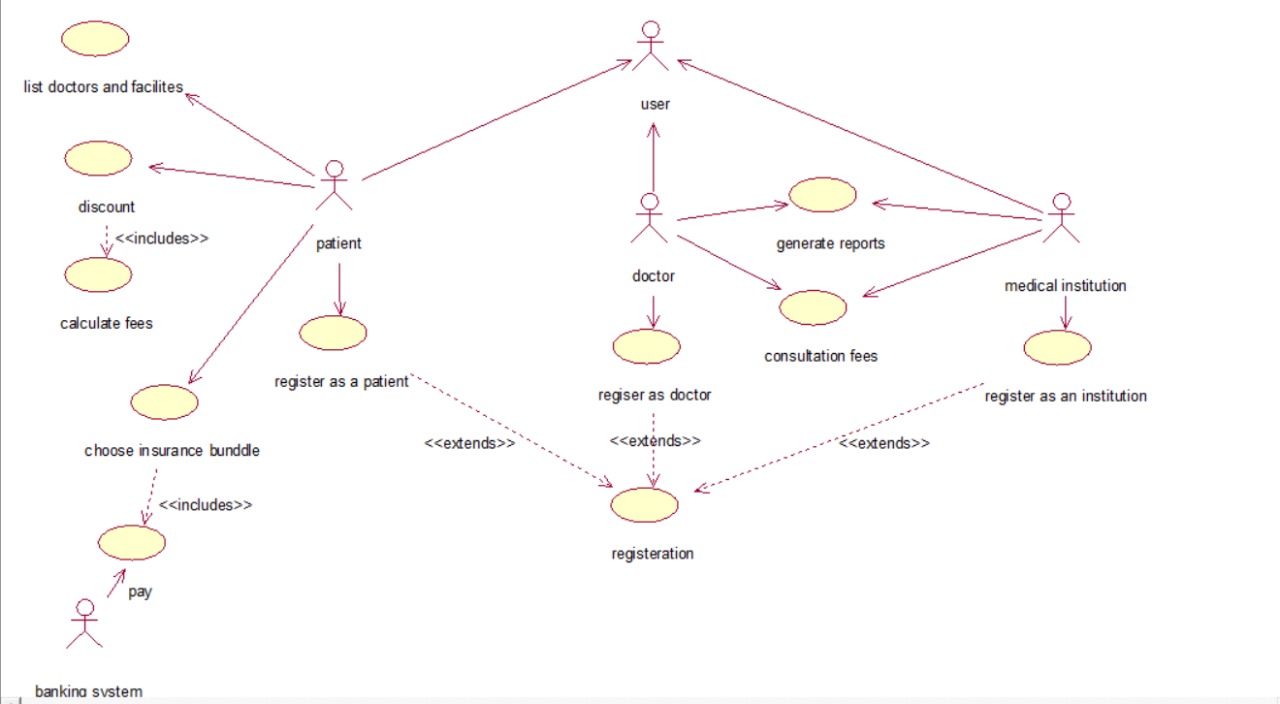 list doctors and facilites
user
discount
<<includes>>
patient
generate reports
doctor
medical institution
calculate fees
consultation fees
register as a patient
regiser as doctor
register as an institution
<<extends>>
<<extends>>
<<extends>>
choose insurance bunddle
<<includes>>
registeration
pay
banking system